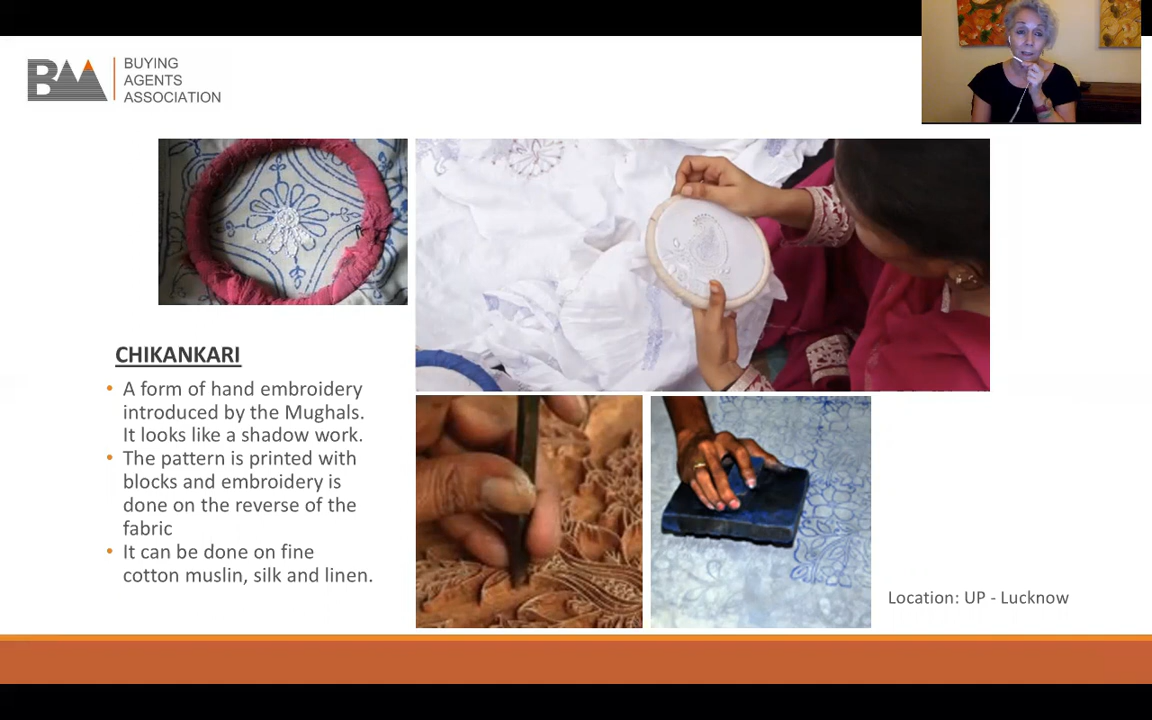 BAA
BUYING
AGENTS
ASSOCIATION
CHIKANKARI
• A form of hand embroidery
introduced by the Mughals.
It looks like a shadow work.
• The pattern is printed with
blocks and embroidery is
done on the reverse of the
fabric
• It can be done on fine
cotton muslin, silk and linen.
Location: UP - Lucknow